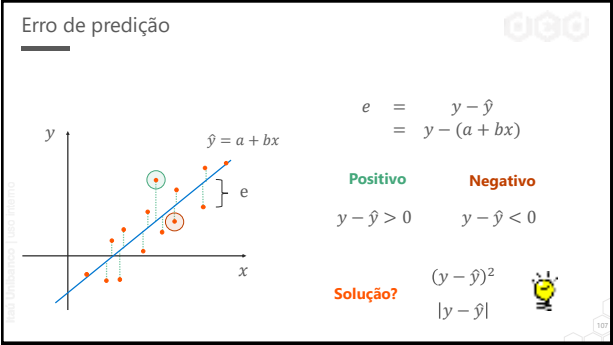 Erro de predição
y
ŷ = a + bx
e
x
e = y − ŷ
= y − (a + bx)
Positivo
Negativo
y − ŷ > 0
y − ŷ < 0
Solução?
(y − ŷ)²
|y − ŷ|
107